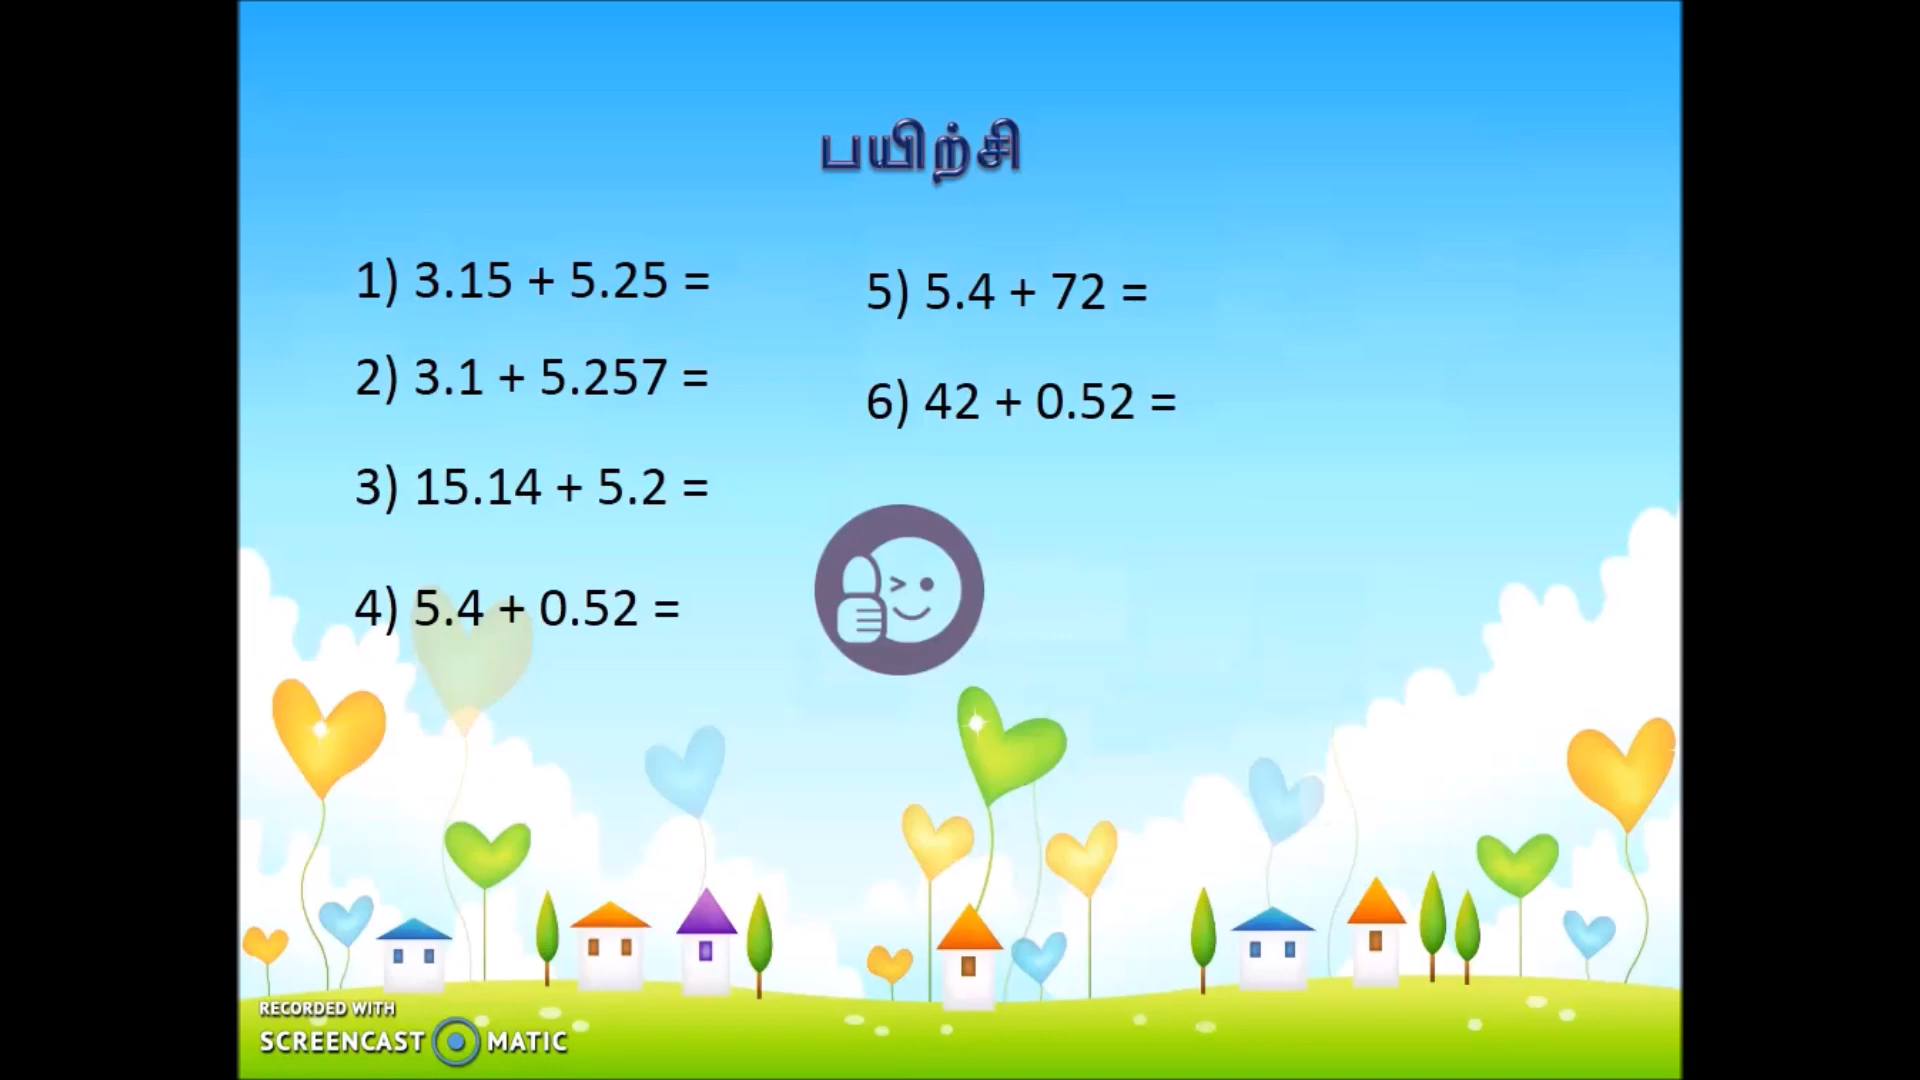 பயிற்சி
1) 3.15 + 5.25 =
2) 3.1 + 5.257 =
3) 15.14 + 5.2 =
4) 5.4 + 0.52 =
5) 5.4 + 72 =
6) 42 + 0.52 =
RECORDED WITH
SCREENCAST MATIC